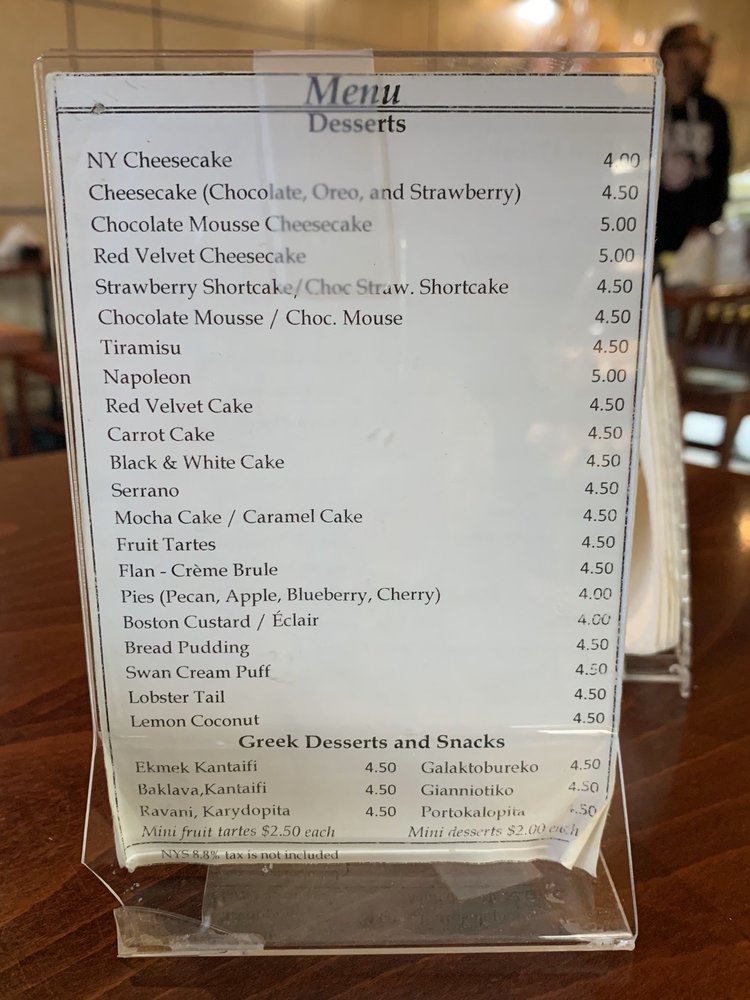 Menu
Desserts
NY Cheesecake 4.00
Cheesecake (Chocolate, Oreo, and Strawberry) 4.50
Chocolate Mousse Cheesecake 5.00
Red Velvet Cheesecake 5.00
Strawberry Shortcake/Choc Straw. Shortcake 4.50
Chocolate Mousse / Choc. Mouse 4.50
Tiramisu 4.50
Napoleon 5.00
Red Velvet Cake 4.50
Carrot Cake 4.50
Black & White Cake 4.50
Serrano 4.50
Mocha Cake / Caramel Cake 4.50
Fruit Tartes 4.50
Flan - Crème Brule 4.50
Pies (Pecan, Apple, Blueberry, Cherry) 4.00
Boston Custard / Éclair 4.00
Bread Pudding 4.50
Swan Cream Puff 4.50
Lobster Tail 4.50
Lemon Coconut 4.50
Greek Desserts and Snacks
Ekmek Kantaifi 4.50 Galaktobureko 4.50
Baklava,Kantaifi 4.50 Gianniotiko 4.50
Ravani, Karydopita 4.50 Portokalopita 4.50
Mini fruit tartes $2.50 each Mini desserts $2.00 each
NYS 8.8% tax is not included